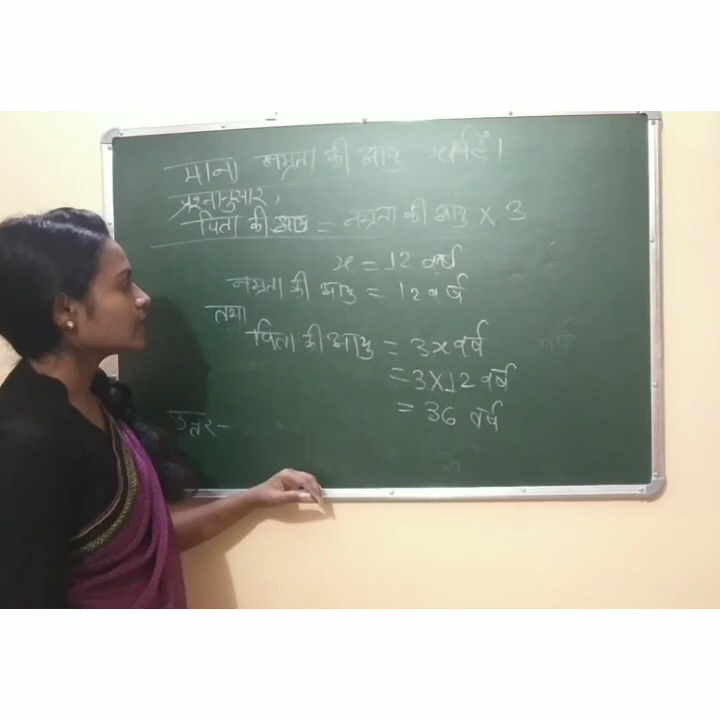 माना नम्रता की आयु x वर्ष है।
प्रश्नानुसार,
पिता की आयु = नम्रता की आयु × 3
x = 12 वर्ष
नम्रता की आयु = 12 वर्ष
तथा
पिता की आयु = 3x वर्ष
= 3×12 वर्ष
= 36 वर्ष
उत्तर-